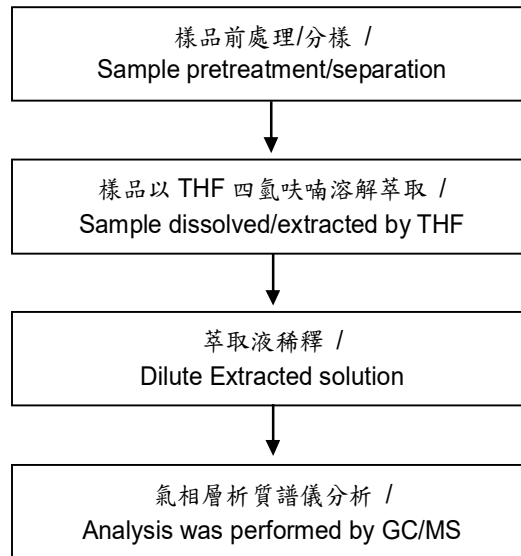 樣品前處理/分樣 /
Sample pretreatment/separation
樣品以 THF 四氫呋喃溶解萃取 /
Sample dissolved/extracted by THF
萃取液稀釋 /
Dilute Extracted solution
氣相層析質譜儀分析 /
Analysis was performed by GC/MS